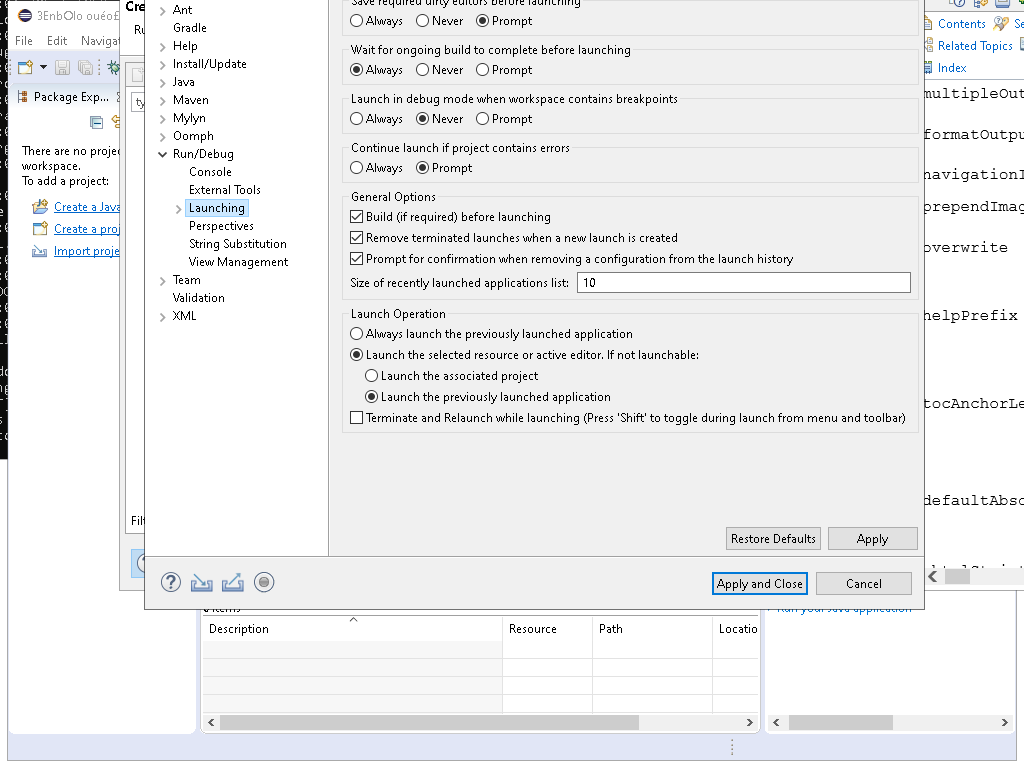 Save required dirty editors before launching
Always Never Prompt
Wait for ongoing build to complete before launching
Always Never Prompt
Launch in debug mode when workspace contains breakpoints
Always Never Prompt
Continue launch if project contains errors
Always Prompt
General Options
Build (if required) before launching
Remove terminated launches when a new launch is created
Prompt for confirmation when removing a configuration from the launch history
Size of recently launched applications list: 10
Launch Operation
Always launch the previously launched application
Launch the selected resource or active editor. If not launchable:
Launch the associated project
Launch the previously launched application
Terminate and Relaunch while launching (Press 'Shift' to toggle during launch from menu and toolbar)
Restore Defaults Apply
Apply and Close Cancel
Ant
Gradle
Help
Install/Update
Java
Maven
Mylyn
Oomph
Run/Debug
Console
External Tools
Launching
Perspectives
String Substitution
View Management
Team
Validation
XML
File Edit Navigat
Package Exp...
There are no projec
workspace.
To add a project:
Create a Java
Create a proj
Import proje
Cre
Ru
ty
Filt
Contents Se
Related Topics
Index
multipleOut
formatOutpu
navigationI
prependImag
overwrite
helpPrefix
tocAnchorLe
defaultAbso
Run your Java application
items
Description Resource Path Locatio